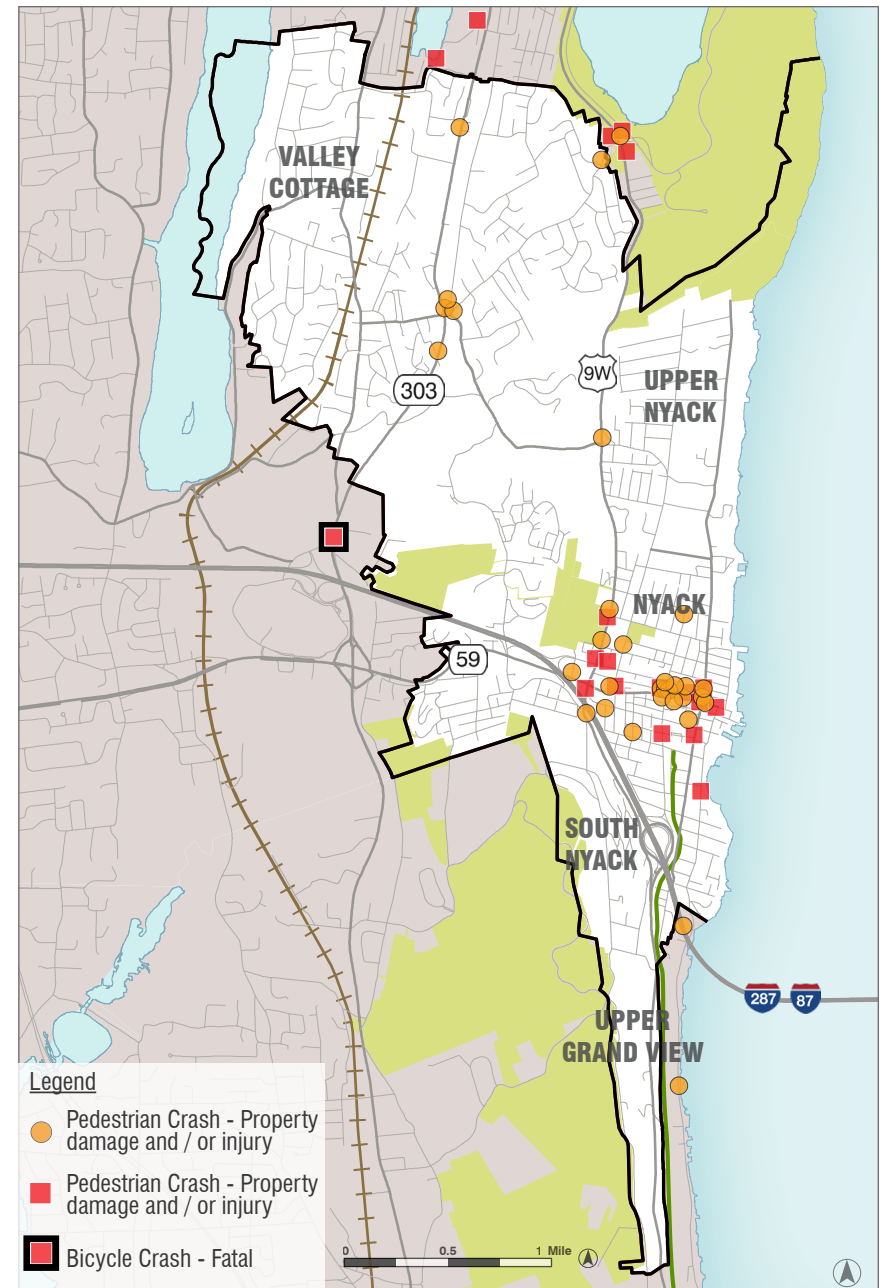 VALLEY
COTTAGE
303
9W
UPPER
NYACK
NYACK
59
SOUTH
NYACK
287
87
UPPER
GRAND VIEW
Legend
Pedestrian Crash - Property
damage and / or injury
Pedestrian Crash - Property
damage and / or injury
Bicycle Crash - Fatal
0 0.5 1 Mile